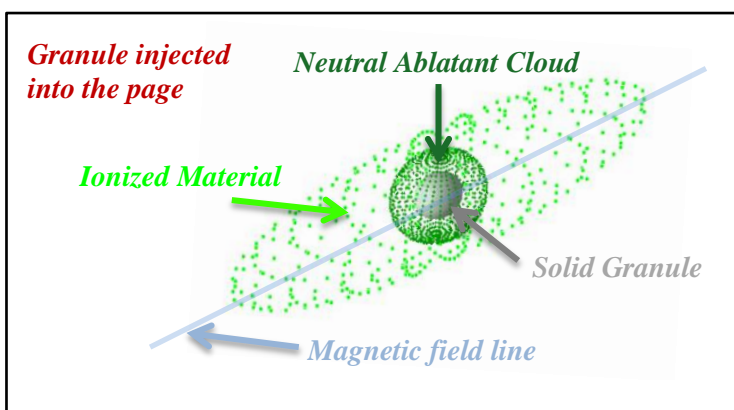 Granule injected
into the page
Neutral Ablatant Cloud
Ionized Material
Solid Granule
Magnetic field line